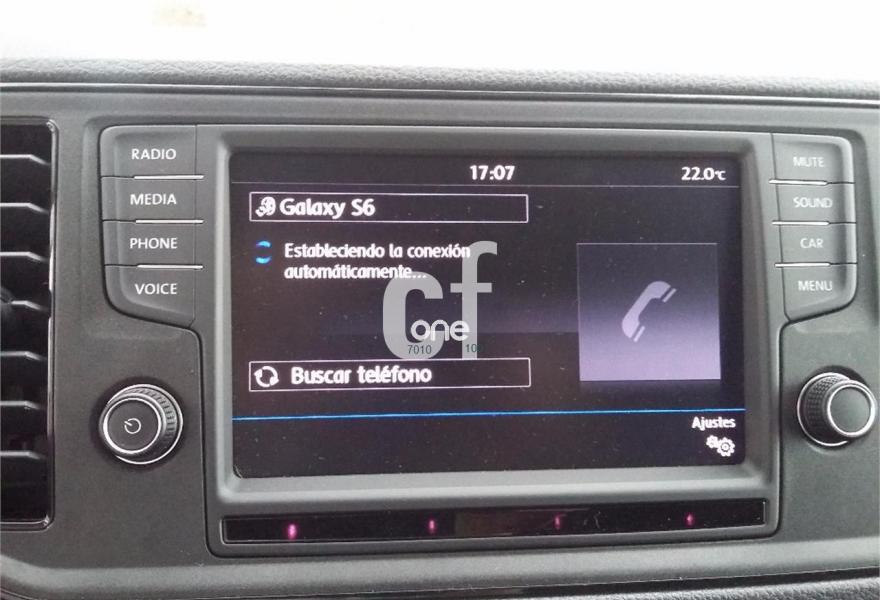 RADIO
MEDIA
PHONE
VOICE
17:07
22.0℃
Galaxy S6
Estableciendo la conexión
automáticamente...
cf
one
7010
Buscar teléfono
Ajustes
MUTE
SOUND
CAR
MENU